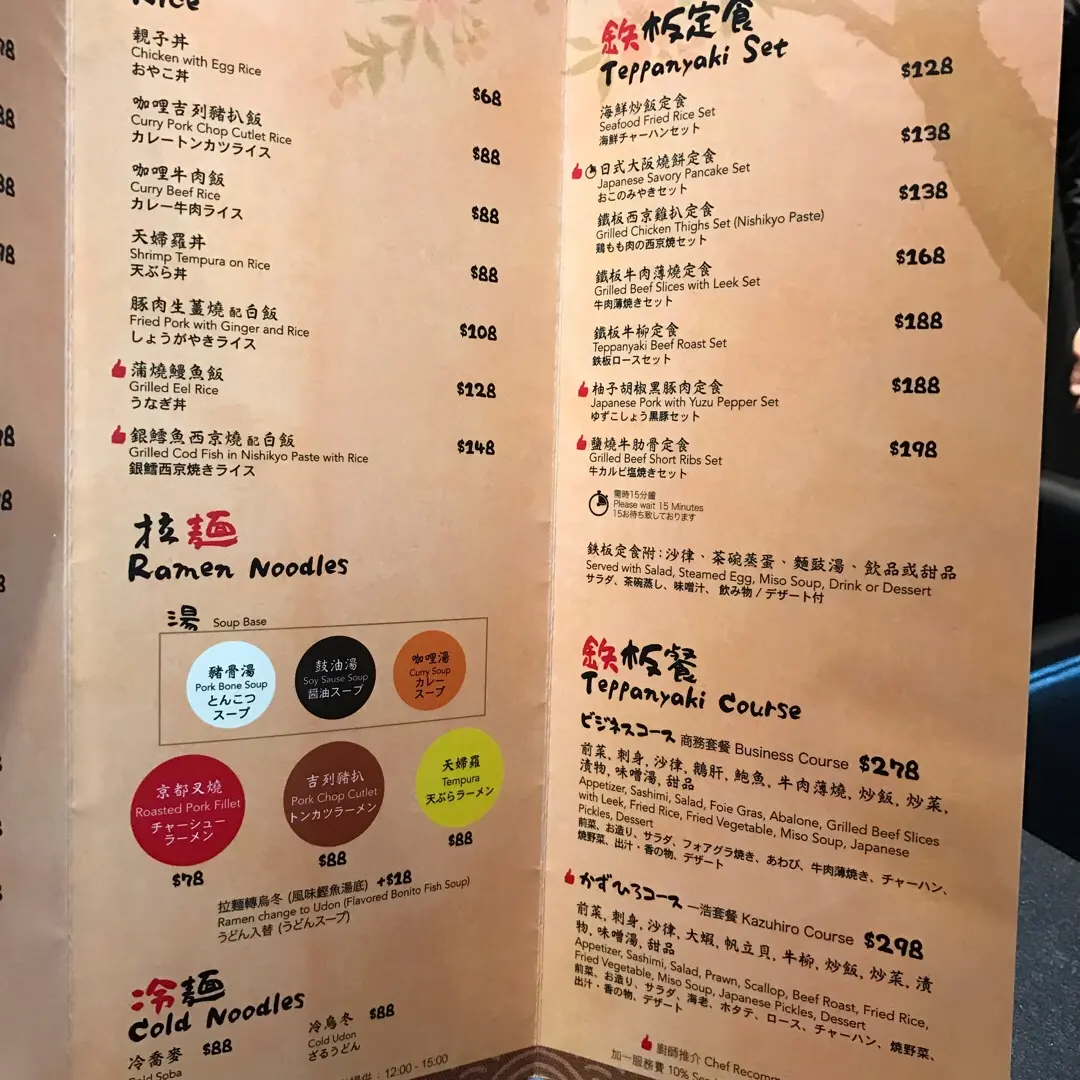 Rice
親子丼
Chicken with Egg Rice
おやこ丼
$68
咖哩吉列豬扒飯
Curry Pork Chop Cutlet Rice
カレートンカツライス
$88
咖哩牛肉飯
Curry Beef Rice
カレー牛肉ライス
$88
天婦羅丼
Shrimp Tempura on Rice
天ぷら丼
$88
豚肉生薑燒 配白飯
Fried Pork with Ginger and Rice
しょうがやきライス
$108
蒲燒鰻魚飯
Grilled Eel Rice
うなぎ丼
$128
銀鱈魚西京燒 配白飯
Grilled Cod Fish in Nishikyo Paste with Rice
銀鱈西京焼きライス
$148
拉麵
Ramen Noodles
湯 Soup Base
豬骨湯
Pork Bone Soup
とんこつ
スープ
鼓油湯
Soy Sause Soup
醤油スープ
咖哩湯
Curry Soup
カレー
スープ
京都叉燒
Roasted Pork Fillet
チャーシュー
ラーメン
$78
吉列豬扒
Pork Chop Cutlet
トンカツラーメン
$88
天婦羅
Tempura
天ぷらラーメン
$88
拉麵轉烏冬 (風味鰹魚湯底) +$18
Ramen change to Udon (Flavored Bonito Fish Soup)
うどん入替 (うどんスープ)
冷麵
Cold Noodles
冷蕎麥 $88
Cold Soba
冷烏冬 $88
Cold Udon
ざるうどん
12:00 - 15:00
鉄板定食
Teppanyaki Set
$128
海鮮炒飯定食
Seafood Fried Rice Set
海鮮チャーハンセット
$138
日式大阪燒餅定食
Japanese Savory Pancake Set
おこのみやきセット
$138
鐵板西京雞扒定食
Grilled Chicken Thighs Set (Nishikyo Paste)
鶏もも肉の西京焼セット
$168
鐵板牛肉薄燒定食
Grilled Beef Slices with Leek Set
牛肉薄焼きセット
$188
鐵板牛柳定食
Teppanyaki Beef Roast Set
鉄板ロースセット
$188
柚子胡椒黒豚肉定食
Japanese Pork with Yuzu Pepper Set
ゆずこしょう黒豚セット
$198
鹽燒牛肋骨定食
Grilled Beef Short Ribs Set
牛カルビ塩焼きセット
需時15分鐘
Please wait 15 Minutes
15お待ち致しております
鉄板定食附：沙律、茶碗蒸蛋、麵豉湯、飲品或甜品
Served with Salad, Steamed Egg, Miso Soup, Drink or Dessert
サラダ、茶碗蒸し、味噌汁、飲み物 / デザート付
鉄板餐
Teppanyaki Course
ビジネスコース 商務套餐 Business Course $278
前菜, 刺身, 沙律, 鵝肝, 鮑魚, 牛肉薄燒, 炒飯, 炒菜,
漬物, 味噌湯, 甜品
Appetizer, Sashimi, Salad, Foie Gras, Abalone, Grilled Beef Slices
with Leek, Fried Rice, Fried Vegetable, Miso Soup, Japanese
Pickles, Dessert
前菜、お造り、サラダ、フォアグラ焼き、あわび、牛肉薄焼き、チャーハン、
焼野菜、出汁・香の物、デザート
かずひろコース 一浩套餐 Kazuhiro Course $298
前菜, 刺身, 沙律, 大蝦, 帆立貝, 牛柳, 炒飯, 炒菜, 漬
物, 味噌湯, 甜品
Appetizer, Sashimi, Salad, Prawn, Scallop, Beef Roast, Fried Rice,
Fried Vegetable, Miso Soup, Japanese Pickles, Dessert
前菜、お造り、サラダ、海老、ホタテ、ロース、チャーハン、焼野菜、
出汁・香の物、デザート
廚師推介 Chef Recomm
加一服務費 10%